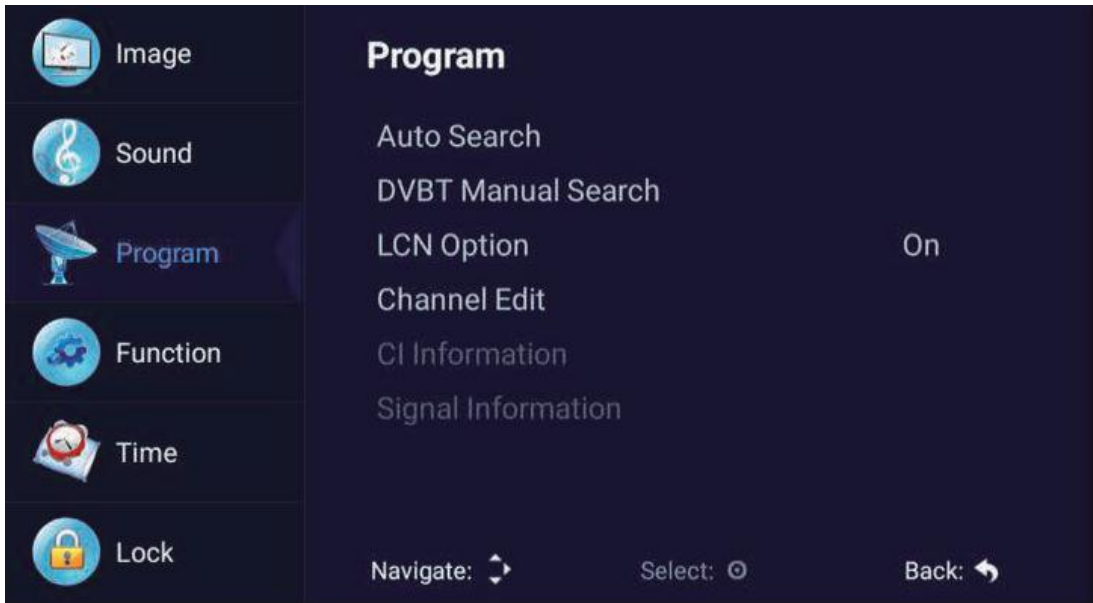 Image
Sound
Program
Function
Time
Lock
Program
Auto Search
DVBT Manual Search
LCN Option On
Channel Edit
CI Information
Signal Information
Navigate: Select: Back: